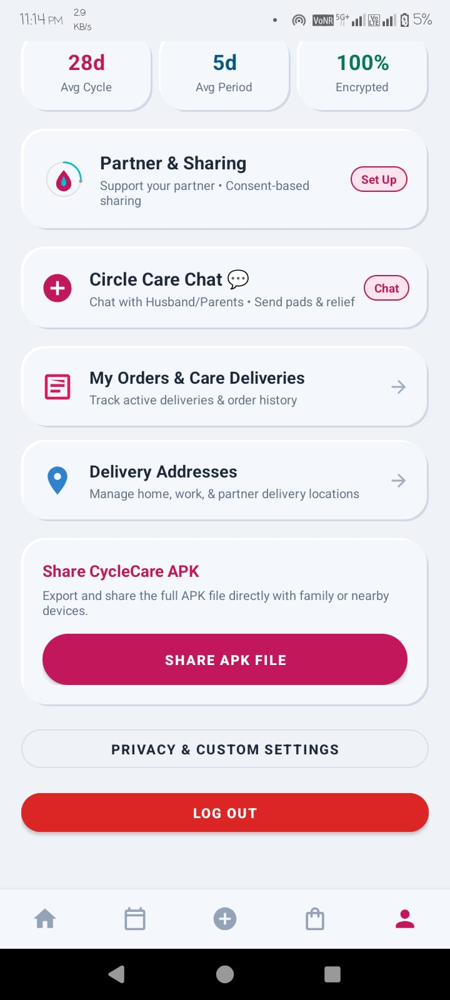 11:14 PM 2.9 KB/s VoNR 5G+ Vo LTE 5%
28d 5d 100%
Avg Cycle Avg Period Encrypted
Partner & Sharing
Support your partner • Consent-based
sharing
Set Up
Circle Care Chat 💬
Chat with Husband/Parents • Send pads & relief
Chat
My Orders & Care Deliveries
Track active deliveries & order history
Delivery Addresses
Manage home, work, & partner delivery locations
Share CycleCare APK
Export and share the full APK file directly with family or nearby
devices.
SHARE APK FILE
PRIVACY & CUSTOM SETTINGS
LOG OUT